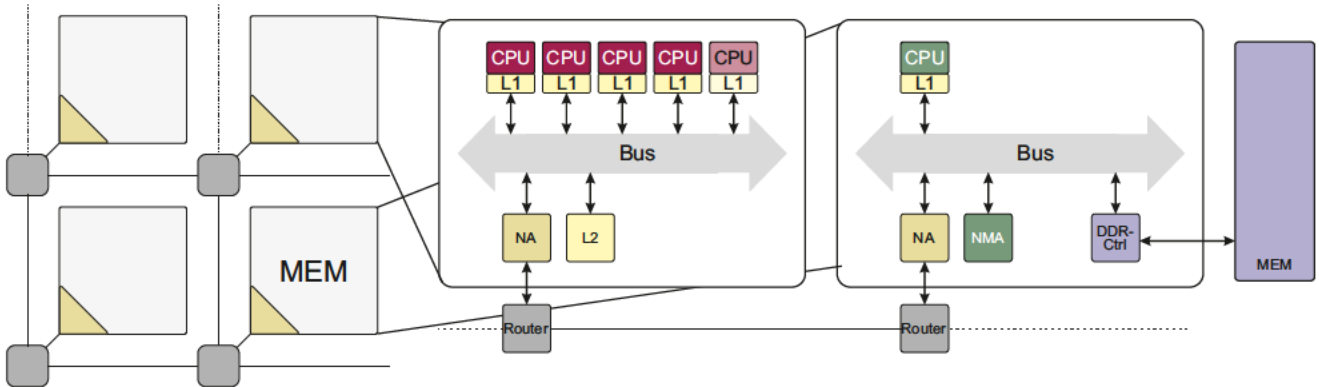 CPU CPU CPU CPU CPU CPU
L1 L1 L1 L1 L1 L1
Bus Bus
NA L2 NA NMA DDR-
Ctrl
MEM MEM
Router Router